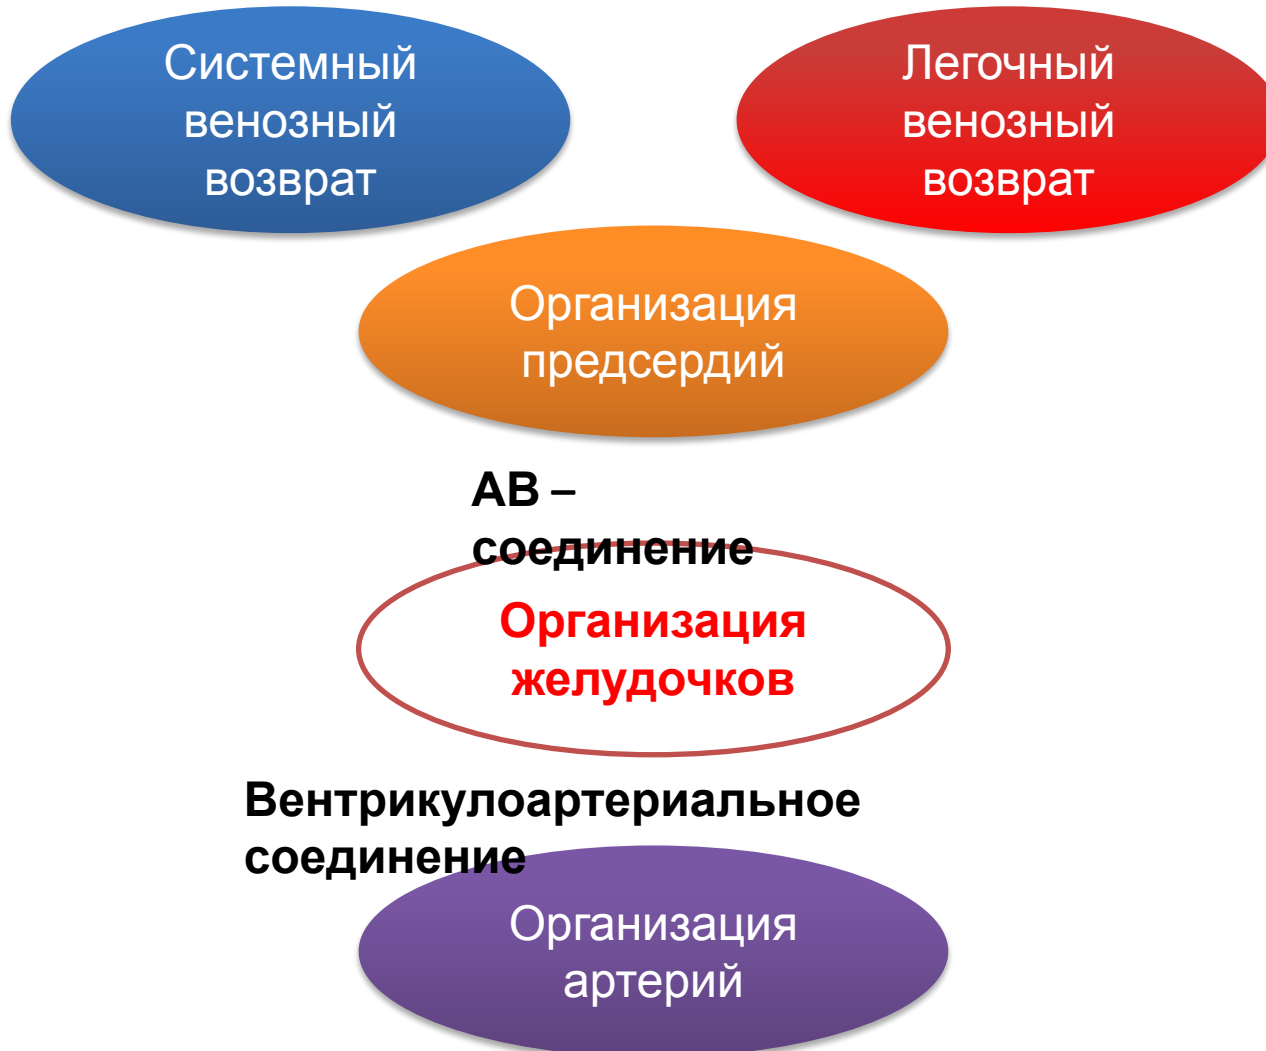 Системный
венозный
возврат
Легочный
венозный
возврат
Организация
предсердий
АВ –
соединение
Организация
желудочков
Вентрикулоартериальное
соединение
Организация
артерий